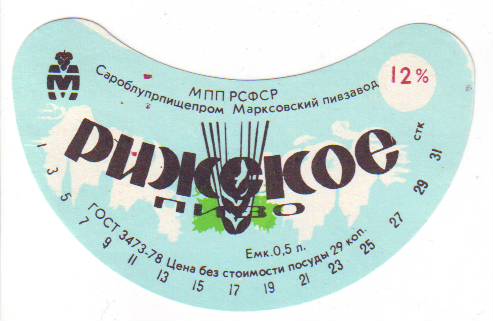 М
МПП РСФСР
Сароблуprпищепром Марксовский пивзавод
12%
РИЖСКОЕ
ПИВО
Емк.0,5 л.
ГОСТ 3473-78 Цена без стоимости посуды 29 коп.
1 3 5 7 9 11 13 15 17 19 21 23 25 27 29 31 стк